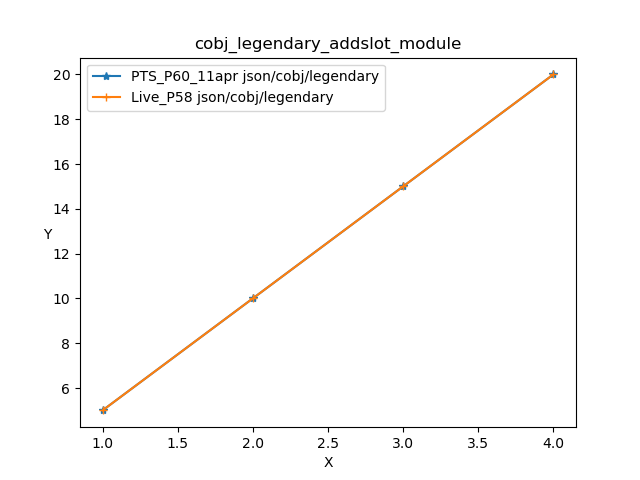 cobj_legendary_addslot_module
PTS_P60_11apr json/cobj/legendary
Live_P58 json/cobj/legendary
20
18
16
14
12
10
8
6
Y
1.0 1.5 2.0 2.5 3.0 3.5 4.0
X